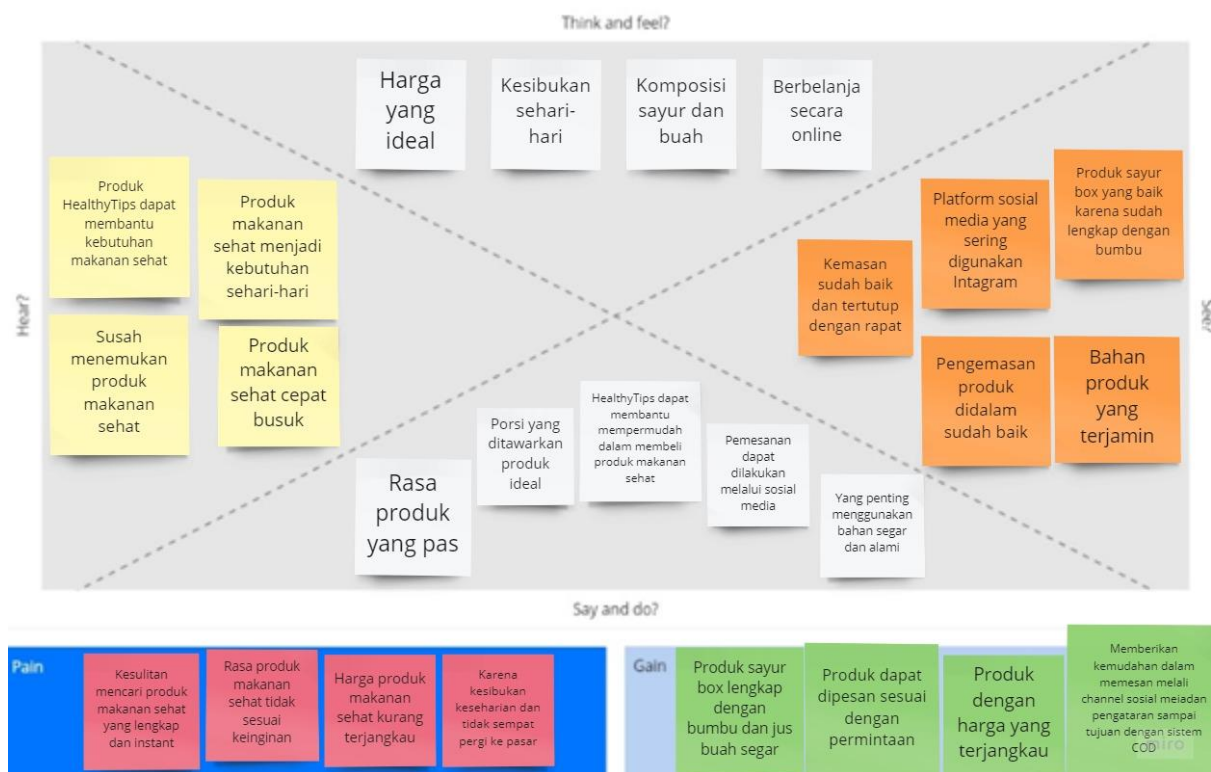 Think and feel?
Harga
yang
ideal
Kesibukan
sehari-
hari
Komposisi
sayur dan
buah
Berbelanja
secara
online
Hear?
Produk
HealthyTips dapat
membantu
kebutuhan
makanan sehat
Produk
makanan
sehat menjadi
kebutuhan
sehari-hari
Susah
menemukan
produk
makanan
sehat
Produk
makanan
sehat cepat
busuk
See?
Kemasan
sudah baik
dan tertutup
dengan rapat
Platform sosial
media yang
sering
digunakan
Intagram
Produk sayur
box yang baik
karena sudah
lengkap dengan
bumbu
Pengemasan
produk
didalam
sudah baik
Bahan
produk
yang
terjamin
Rasa
produk
yang pas
Porsi yang
ditawarkan
produk
ideal
HealthyTips dapat
membantu
mempermudah
dalam membeli
produk makanan
sehat
Pemesanan
dapat
dilakukan
melalui sosial
media
Yang penting
menggunakan
bahan segar
dan alami
Say and do?
Pain
Kesulitan
mencari produk
makanan sehat
yang lengkap
dan instant
Rasa produk
makanan
sehat tidak
sesuai
keinginan
Harga produk
makanan
sehat kurang
terjangkau
Karena
kesibukan
keseharian dan
tidak sempat
pergi ke pasar
Gain
Produk sayur
box lengkap
dengan
bumbu dan jus
buah segar
Produk dapat
dipesan sesuai
dengan
permintaan
Produk
dengan
harga yang
terjangkau
Memberikan
kemudahan dalam
memesan melali
channel sosial meiadan
pengataran sampai
tujuan dengan sistem
COD
miro